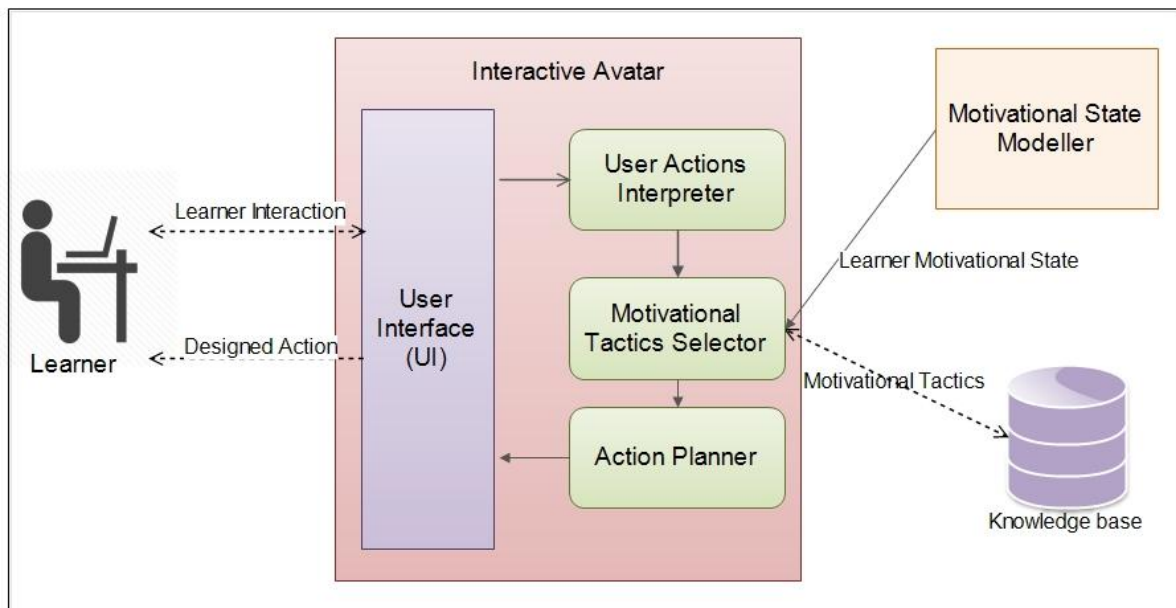 Interactive Avatar
Motivational State
Modeller
User Actions
Interpreter
Learner Interaction
Learner Motivational State
User
Interface
(UI)
Motivational
Tactics Selector
Designed Action
Learner
Motivational Tactics
Action Planner
Knowledge base